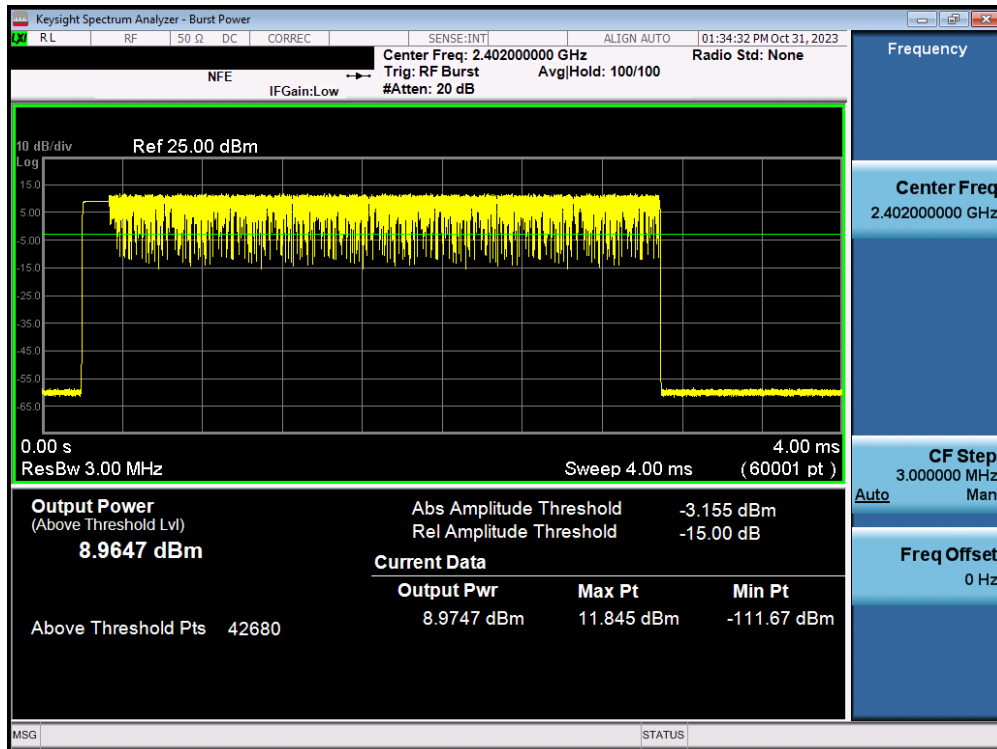 Keysight Spectrum Analyzer - Burst Power
LXI RL RF 50 Ω DC CORREC SENSE:INT ALIGN AUTO 01:34:32 PM Oct 31, 2023
Center Freq: 2.402000000 GHz Radio Std: None
NFE Trig: RF Burst Avg|Hold: 100/100
IFGain:Low #Atten: 20 dB
10 dB/div Ref 25.00 dBm
Log
15.0
5.00
-5.00
-15.0
-25.0
-35.0
-45.0
-55.0
-65.0
0.00 s 4.00 ms
ResBw 3.00 MHz Sweep 4.00 ms (60001 pt)
Output Power
(Above Threshold Lvl)
8.9647 dBm
Above Threshold Pts 42680
Abs Amplitude Threshold -3.155 dBm
Rel Amplitude Threshold -15.00 dB
Current Data
Output Pwr Max Pt Min Pt
8.9747 dBm 11.845 dBm -111.67 dBm
Frequency
Center Freq
2.402000000 GHz
CF Step
3.000000 MHz
Auto Man
Freq Offset
0 Hz
MSG STATUS